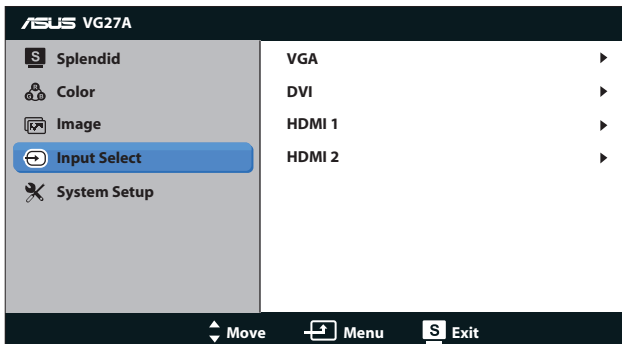 ASUS VG27A
S Splendid
Color
Image
Input Select
System Setup
VGA
DVI
HDMI 1
HDMI 2
Move Menu S Exit